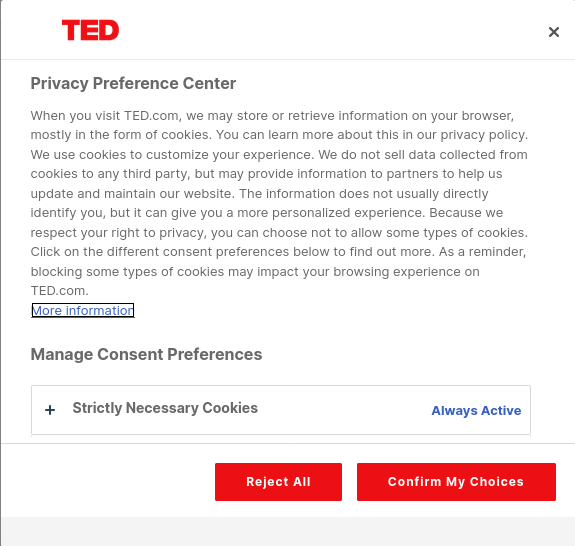 TED
Privacy Preference Center
When you visit TED.com, we may store or retrieve information on your browser,
mostly in the form of cookies. You can learn more about this in our privacy policy.
We use cookies to customize your experience. We do not sell data collected from
cookies to any third party, but may provide information to partners to help us
update and maintain our website. The information does not usually directly
identify you, but it can give you a more personalized experience. Because we
respect your right to privacy, you can choose not to allow some types of cookies.
Click on the different consent preferences below to find out more. As a reminder,
blocking some types of cookies may impact your browsing experience on
TED.com.
More information
Manage Consent Preferences
Strictly Necessary Cookies Always Active
Reject All Confirm My Choices